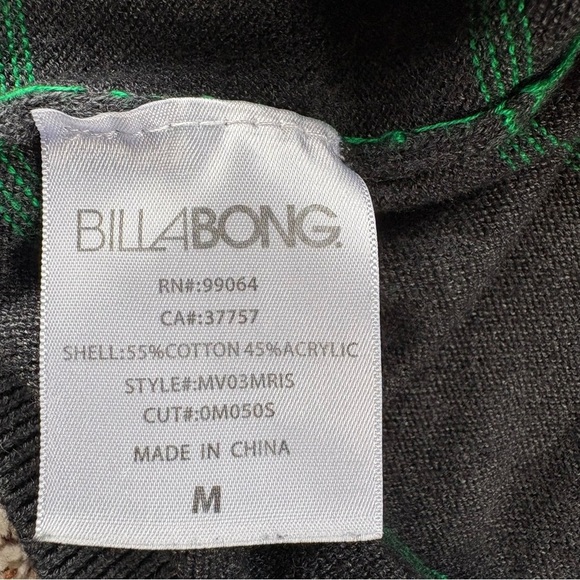 BILLABONG.
RN#:99064
CA#:37757
SHELL:55%COTTON 45%ACRYLIC
STYLE#:MV03MRIS
CUT#:0M050S
MADE IN CHINA
M